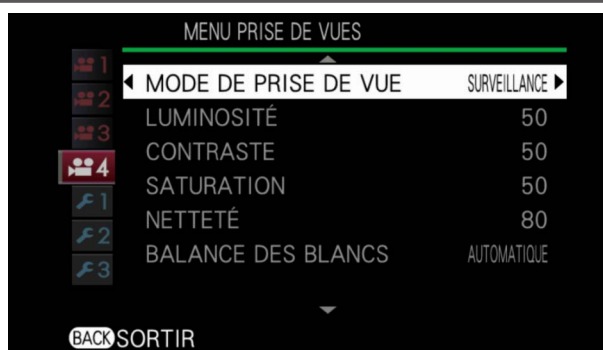 MENU PRISE DE VUES
1
2
3
4
1
2
3
MODE DE PRISE DE VUE SURVEILLANCE
LUMINOSITÉ 50
CONTRASTE 50
SATURATION 50
NETTETÉ 80
BALANCE DES BLANCS AUTOMATIQUE
BACK SORTIR